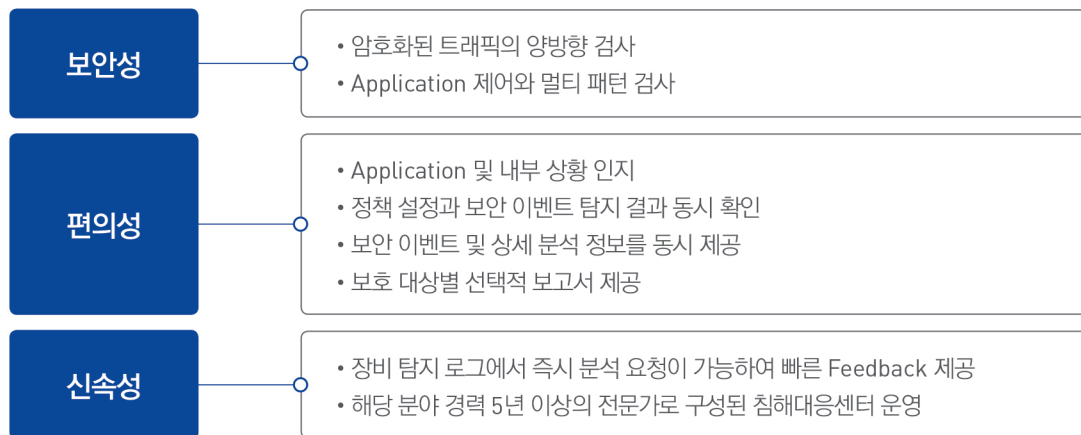 보안성
• 암호화된 트래픽의 양방향 검사
• Application 제어와 멀티 패턴 검사
편의성
• Application 및 내부 상황 인지
• 정책 설정과 보안 이벤트 탐지 결과 동시 확인
• 보안 이벤트 및 상세 분석 정보를 동시 제공
• 보호 대상별 선택적 보고서 제공
신속성
• 장비 탐지 로그에서 즉시 분석 요청이 가능하여 빠른 Feedback 제공
• 해당 분야 경력 5년 이상의 전문가로 구성된 침해대응센터 운영